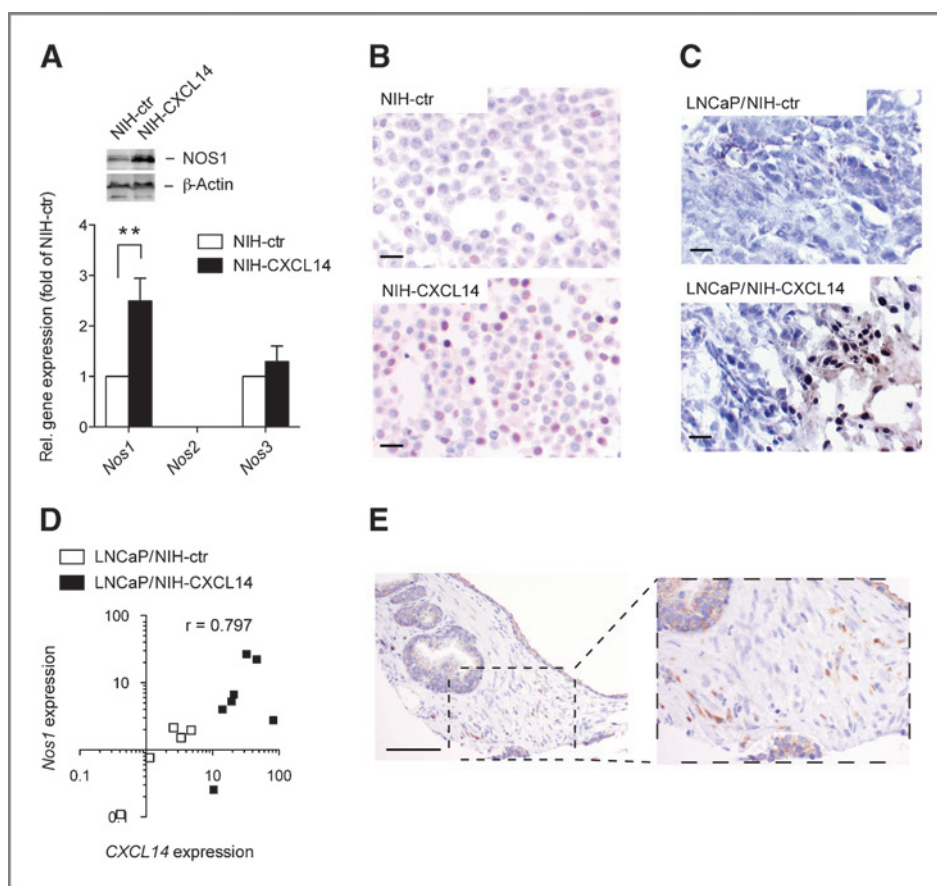 A
NIH-ctr
NIH-CXCL14
– NOS1
– β-Actin
Rel. gene expression (fold of NIH-ctr)
4
3
2
1
0
**
NIH-ctr
NIH-CXCL14
Nos1
Nos2
Nos3
B
NIH-ctr
NIH-CXCL14
C
LNCaP/NIH-ctr
LNCaP/NIH-CXCL14
D
LNCaP/NIH-ctr
LNCaP/NIH-CXCL14
r = 0.797
Nos1 expression
100
10
0.1
0.1
10
100
CXCL14 expression
E